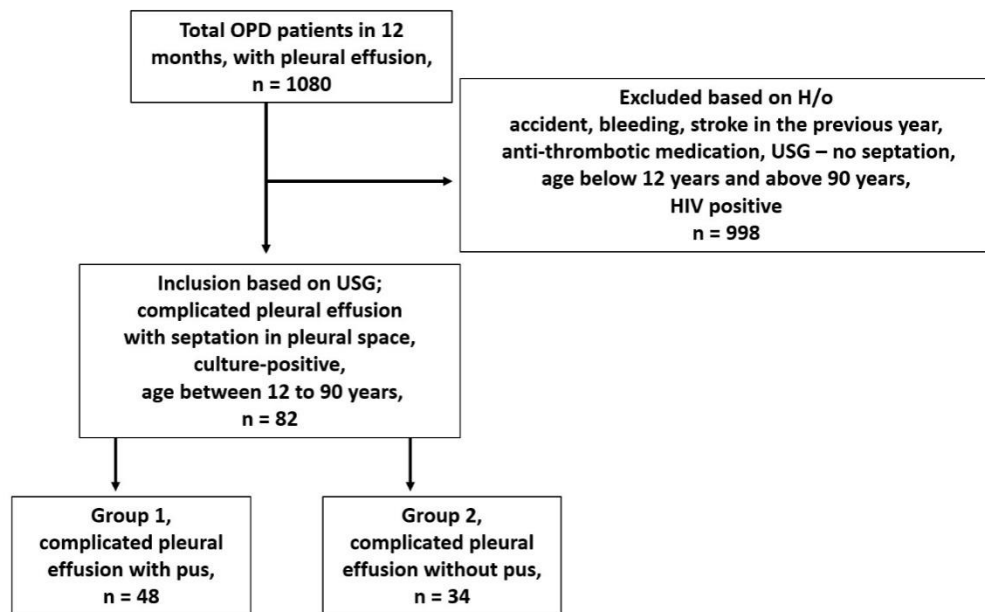 Total OPD patients in 12
months, with pleural effusion,
n = 1080
Excluded based on H/o
accident, bleeding, stroke in the previous year,
anti-thrombotic medication, USG – no septation,
age below 12 years and above 90 years,
HIV positive
n = 998
Inclusion based on USG;
complicated pleural effusion
with septation in pleural space,
culture-positive,
age between 12 to 90 years,
n = 82
Group 1,
complicated pleural
effusion with pus,
n = 48
Group 2,
complicated pleural
effusion without pus,
n = 34